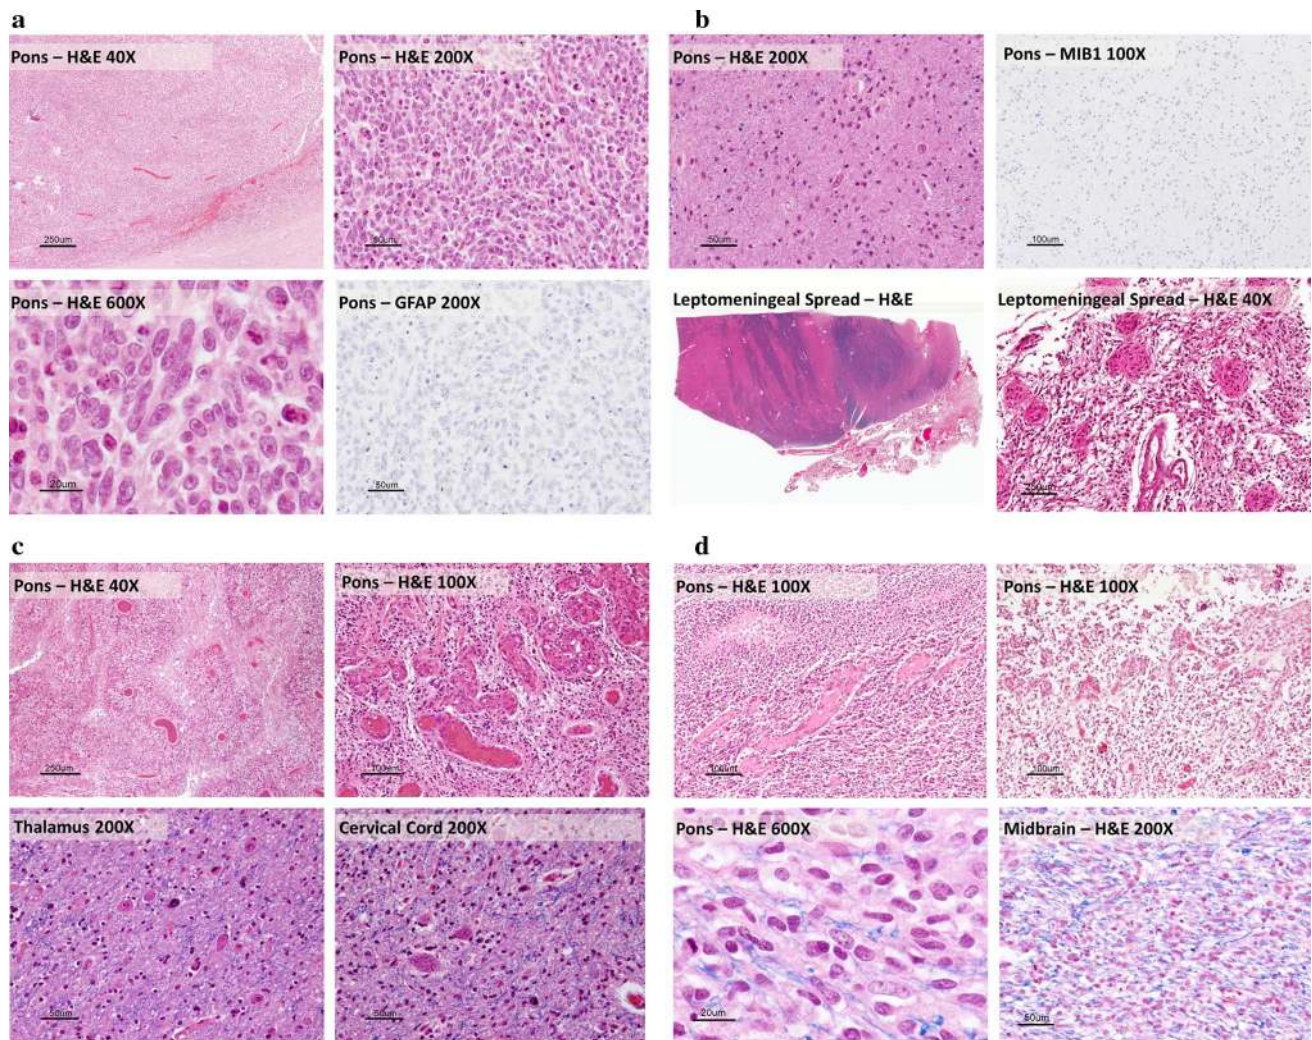 a
b
Pons – H&E 40X
Pons – H&E 200X
Pons – H&E 200X
Pons – MIB1 100X
250um
50um
50um
100um
Pons – H&E 600X
Pons – GFAP 200X
Leptomeningeal Spread – H&E
Leptomeningeal Spread – H&E 40X
20um
50um
c
d
Pons – H&E 40X
Pons – H&E 100X
Pons – H&E 100X
Pons – H&E 100X
250um
100um
100um
100um
Thalamus 200X
Cervical Cord 200X
Pons – H&E 600X
Midbrain – H&E 200X
50um
50um
20um
50um